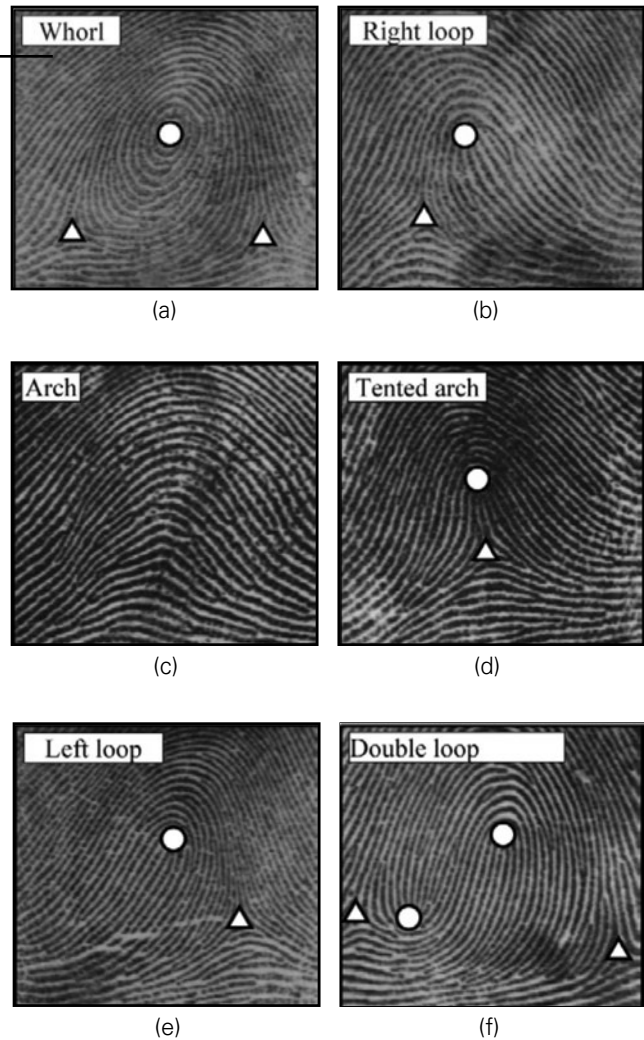 Whorl
Right loop
(a)
(b)
Arch
Tented arch
(c)
(d)
Left loop
Double loop
(e)
(f)